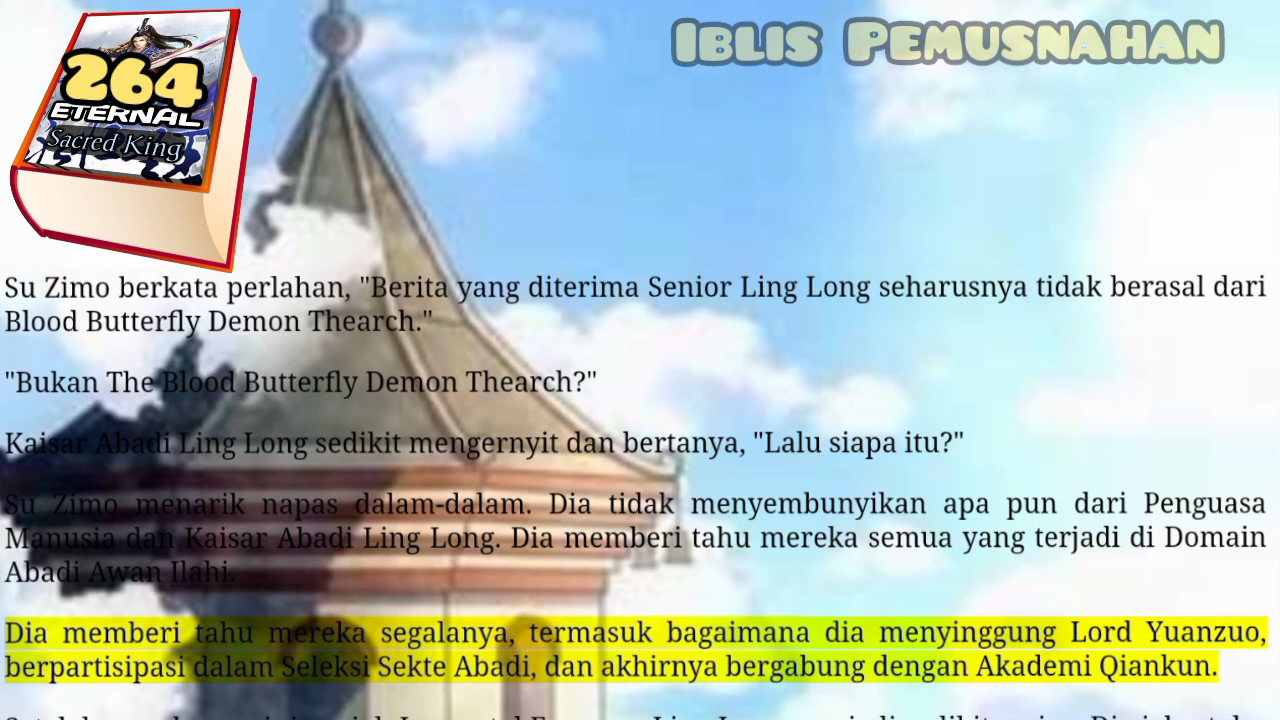 Iblis Pemusnahan
264
ETERNAL
Sacred King
Su Zimo berkata perlahan, "Berita yang diterima Senior Ling Long seharusnya tidak berasal dari
Blood Butterfly Demon Thearch."
"Bukan The Blood Butterfly Demon Thearch?"
Kaisar Abadi Ling Long sedikit mengernyit dan bertanya, "Lalu siapa itu?"
Su Zimo menarik napas dalam-dalam. Dia tidak menyembunyikan apa pun dari Penguasa
Manusia dan Kaisar Abadi Ling Long. Dia memberi tahu mereka semua yang terjadi di Domain
Abadi Awan Ilahi.
Dia memberi tahu mereka segalanya, termasuk bagaimana dia menyinggung Lord Yuanzuo,
berpartisipasi dalam Seleksi Sekte Abadi, dan akhirnya bergabung dengan Akademi Qiankun.